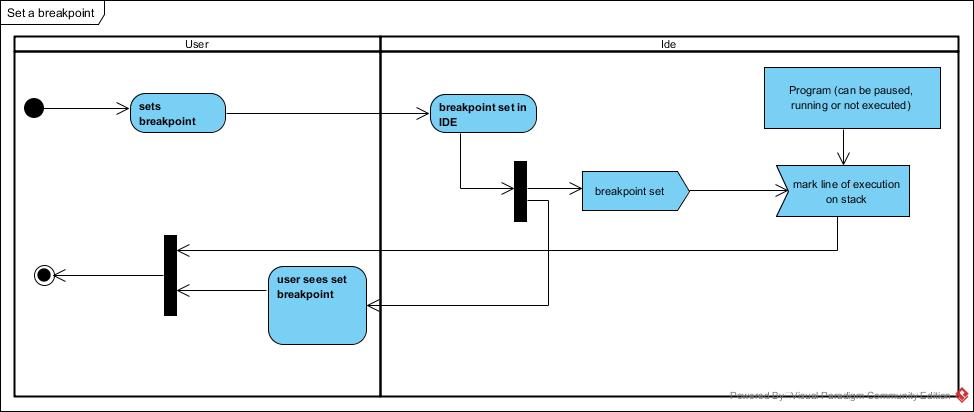 Set a breakpoint
User
Ide
sets
breakpoint
breakpoint set in
IDE
Program (can be paused,
running or not executed)
breakpoint set
mark line of execution
on stack
user sees set
breakpoint
Powered By Visual Paradigm Community Edition